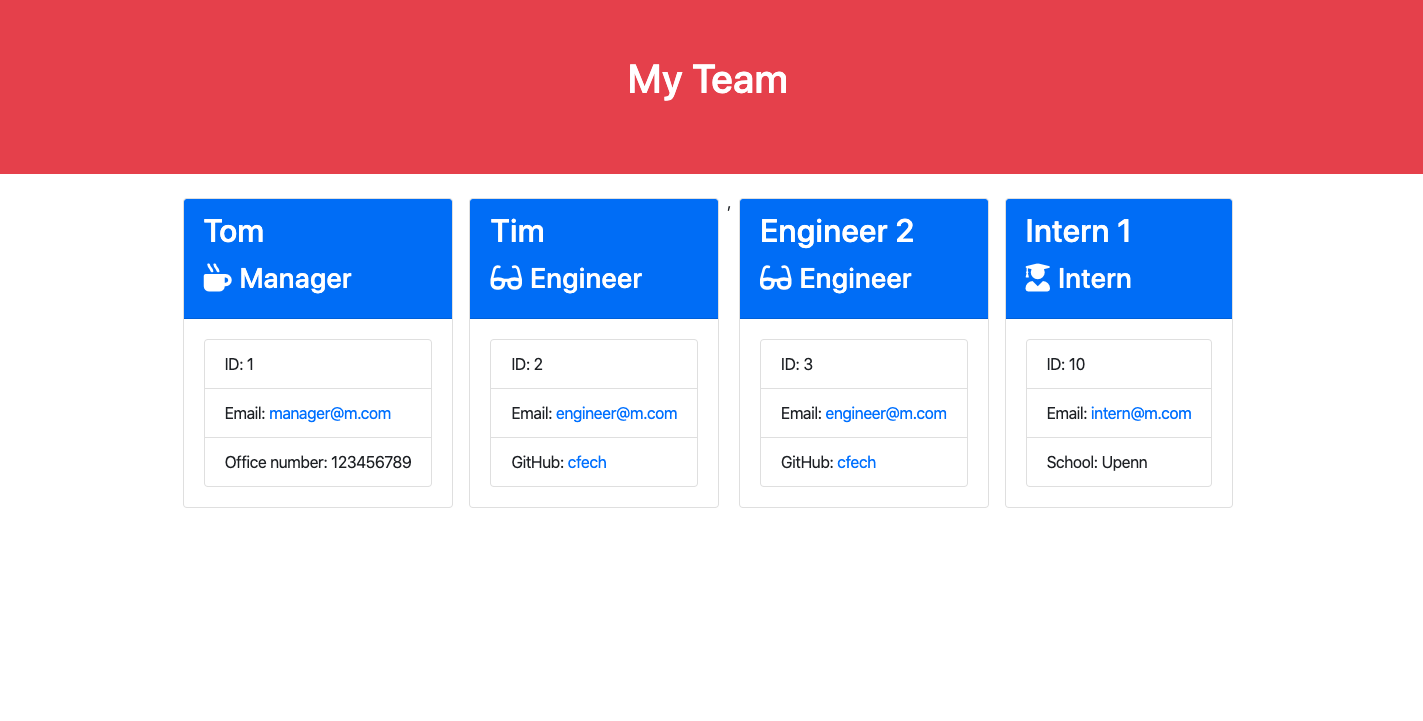 My Team
Tom
Manager
ID: 1
Email: manager@m.com
Office number: 123456789
Tim
Engineer
ID: 2
Email: engineer@m.com
GitHub: cfech
,
Engineer 2
Engineer
ID: 3
Email: engineer@m.com
GitHub: cfech
Intern 1
Intern
ID: 10
Email: intern@m.com
School: Upenn